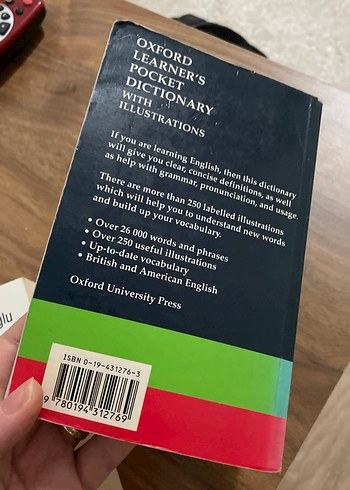 OXFORD
LEARNER'S
POCKET
DICTIONARY
WITH
ILLUSTRATIONS
If you are learning English, then this dictionary
will give you clear, concise definitions, as well
as help with grammar, pronunciation, and usage.
There are more than 250 labelled illustrations
which will help you to understand new words
and build up your vocabulary.
• Over 26 000 words and phrases
• Over 250 useful illustrations
• Up-to-date vocabulary
• British and American English
Oxford University Press
ISBN 0-19-431276-3
9 780194 312769
glu